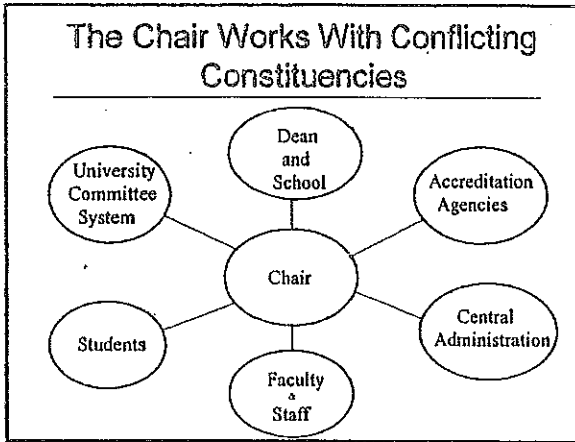 The Chair Works With Conflicting
Constituencies
Dean
and
School
University
Committee
System
Accreditation
Agencies
Chair
Students
Central
Administration
Faculty
&
Staff